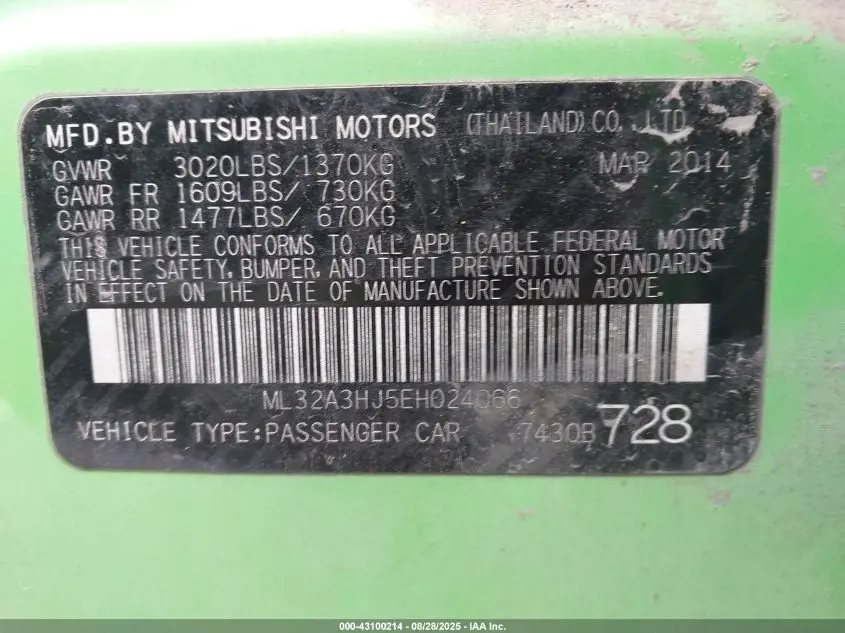 MFD.BY MITSUBISHI MOTORS (THAILAND) CO., LTD.
GVWR 3020LBS/1370KG MAR 2014
GAWR FR 1609LBS/ 730KG
GAWR RR 1477LBS/ 670KG
THIS VEHICLE CONFORMS TO ALL APPLICABLE FEDERAL MOTOR
VEHICLE SAFETY, BUMPER, AND THEFT PREVENTION STANDARDS
IN EFFECT ON THE DATE OF MANUFACTURE SHOWN ABOVE.
ML32A3HJ5EH024066
VEHICLE TYPE:PASSENGER CAR 7430B 728
000-43100214 | 08/28/2025 - IAA Inc.